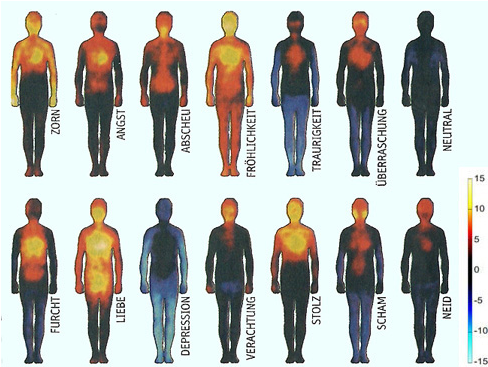 ZORN
ANGST
ABSCHEU
FRÖHLICHKEIT
TRAURIGKEIT
ÜBERRASCHUNG
NEUTRAL
FURCHT
LIEBE
DEPRESSION
VERACHTUNG
STOLZ
SCHAM
NEID
15
10
5
0
-5
-10
-15